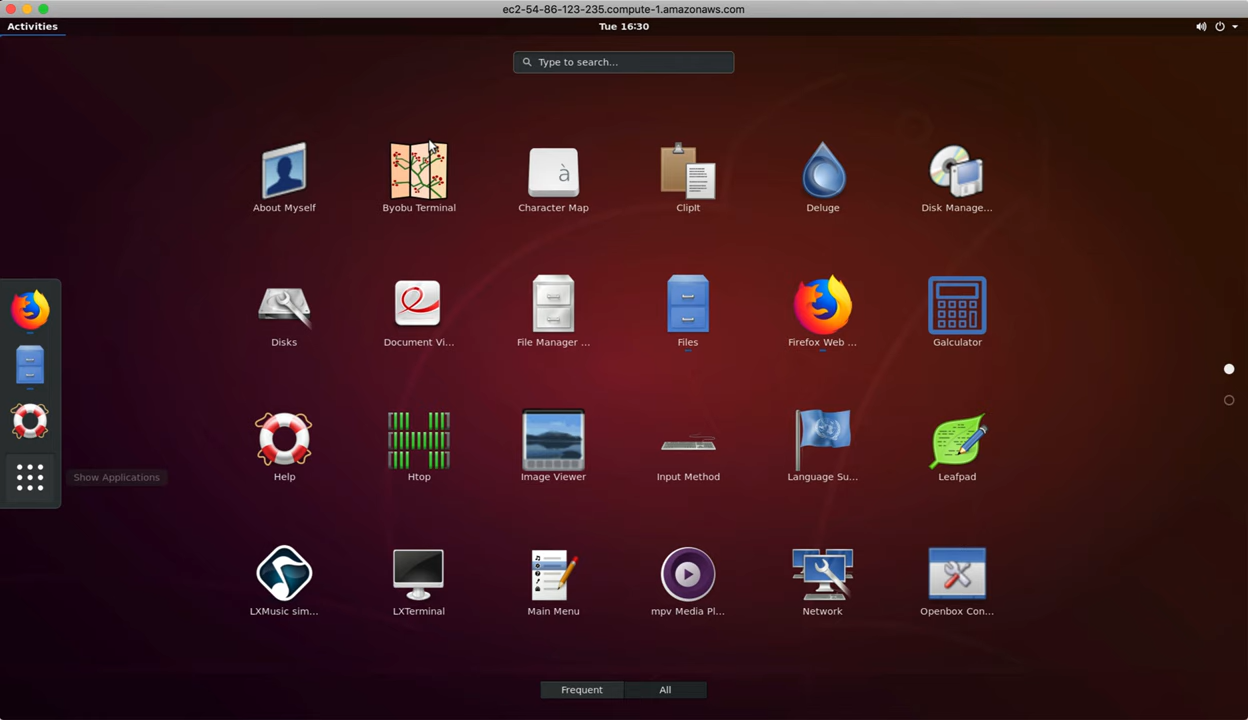 ec2-54-86-123-235.compute-1.amazonaws.com
Activities
Tue 16:30
Type to search...
About Myself
Byobu Terminal
à
Character Map
ClipIt
Deluge
Disk Manage...
Disks
Document Vi...
File Manager ...
Files
Firefox Web ...
Galculator
Help
Htop
Image Viewer
Input Method
Language Su...
Leafpad
Show Applications
LXMusic sim...
LXTerminal
Main Menu
mpv Media Pl...
Network
Openbox Con...
Frequent
All